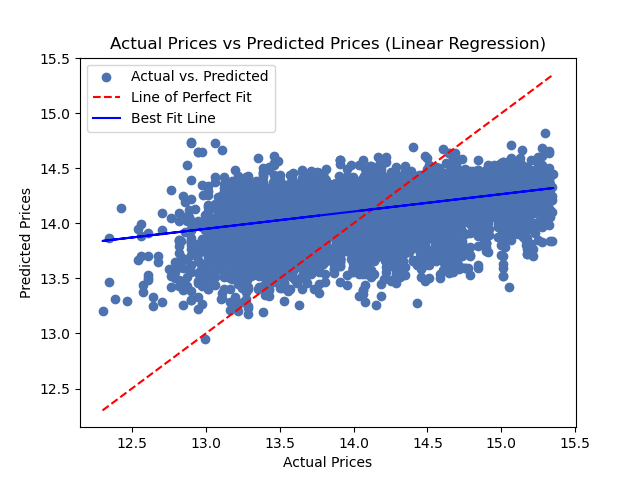 Actual Prices vs Predicted Prices (Linear Regression)
Actual vs. Predicted
Line of Perfect Fit
Best Fit Line
Predicted Prices
15.5
15.0
14.5
14.0
13.5
13.0
12.5
12.5 13.0 13.5 14.0 14.5 15.0 15.5
Actual Prices